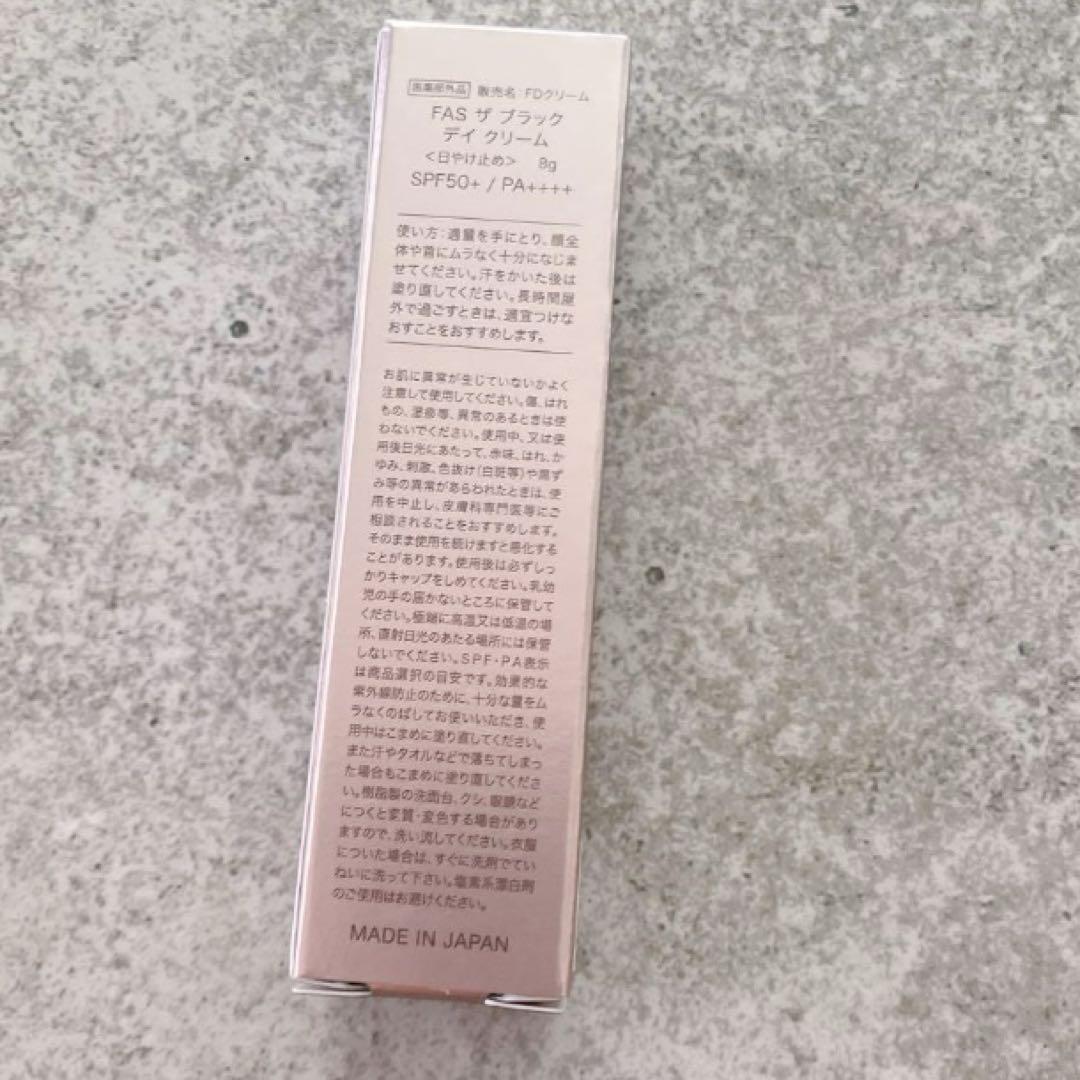 医薬部外品 販売名:FDクリーム
FAS ザ ブラック
デイ クリーム
<日やけ止め> 8g
SPF50+ / PA++++
使い方:適量を手にとり、顔全
体や首にムラなく十分になじま
せてください。汗をかいた後は
塗り直してください。長時間屋
外で過ごすときは、適宜つけな
おすことをおすすめします。
お肌に異常が生じていないかよく
注意して使用してください。傷、はれ
もの、湿疹等、異常のあるときは使
わないでください。使用中、又は使
用後日光にあたって、赤味、はれ、か
ゆみ、刺激、色抜け(白斑等)や黒ず
み等の異常があらわれたときは、使
用を中止し、皮膚科専門医等にご
相談されることをおすすめします。
そのまま使用を続けますと悪化する
ことがあります。使用後は必ずしっ
かりキャップをしめてください。乳幼
児の手の届かないところに保管して
ください。極端に高温又は低温の場
所、直射日光のあたる場所には保管
しないでください。SPF・PA表示
は商品選択の目安です。効果的な
紫外線防止のために、十分な量をム
ラなくのばしてお使いいただき、使
用中はこまめに塗り直してください。
また汗やタオルなどで落ちてしまっ
た場合もこまめに塗り直してくださ
い。樹脂製の洗面台、クシ、眼鏡など
につくと変質・変色する場合があり
ますので、洗い流してください。衣服
についた場合は、すぐに洗剤でてい
ねいに洗って下さい。塩素系漂白剤
のご使用はお避けください。
MADE IN JAPAN